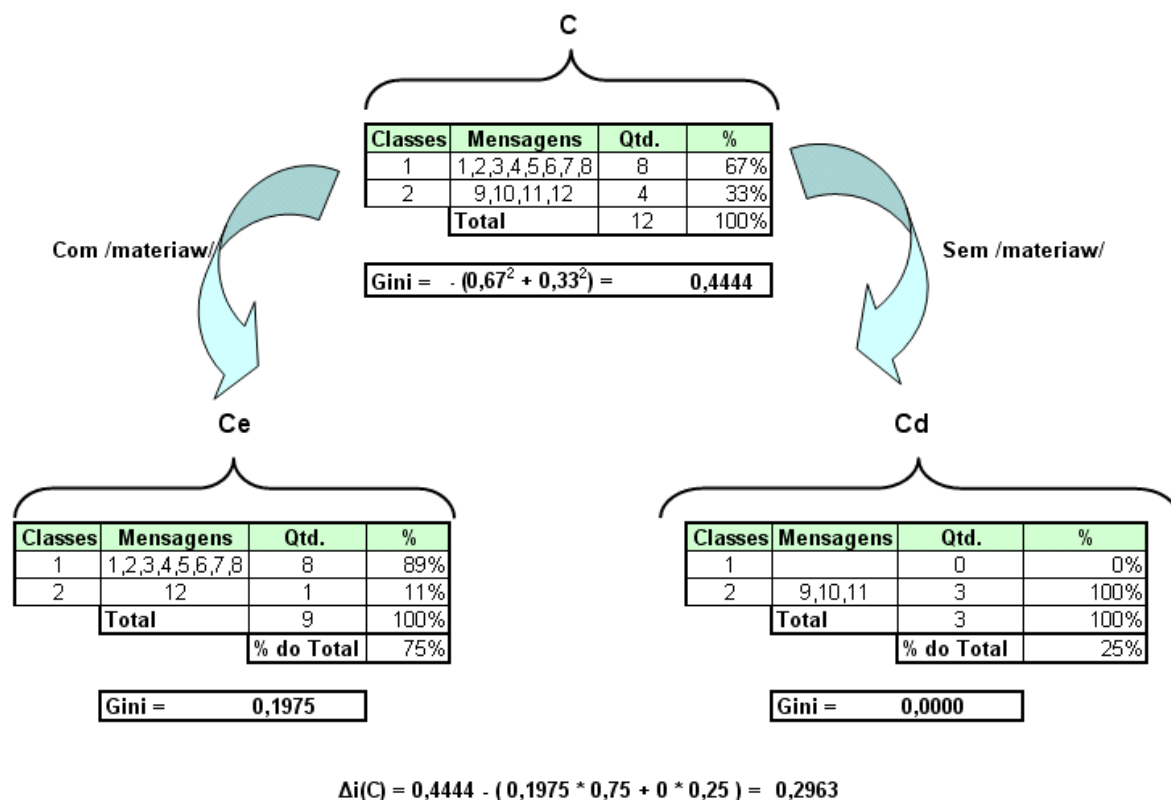 C
Classes Mensagens Qtd. %
1 1,2,3,4,5,6,7,8 8 67%
2 9,10,11,12 4 33%
Total 12 100%
Com /materiaw/
Sem /materiaw/
Gini = - (0,67² + 0,33²) = 0,4444
Ce
Classes Mensagens Qtd. %
1 1,2,3,4,5,6,7,8 8 89%
2 12 1 11%
Total 9 100%
% do Total 75%
Gini = 0,1975
Cd
Classes Mensagens Qtd. %
1 0 0%
2 9,10,11 3 100%
Total 3 100%
% do Total 25%
Gini = 0,0000
Δi(C) = 0,4444 - ( 0,1975 * 0,75 + 0 * 0,25 ) = 0,2963